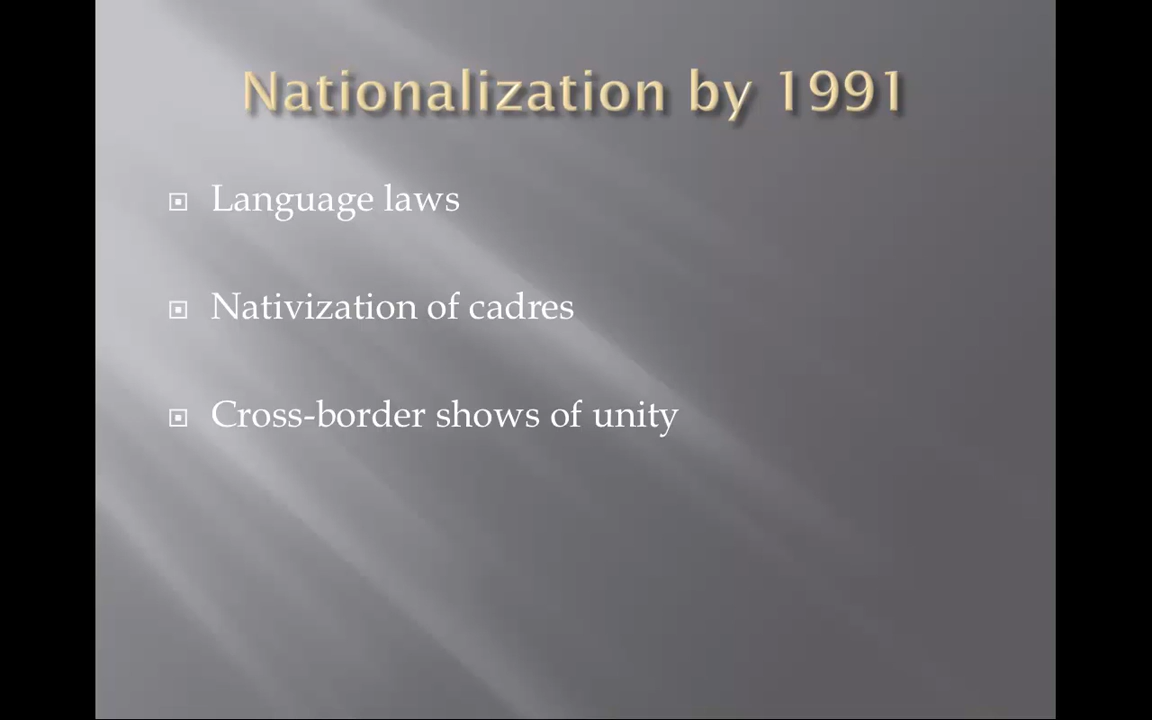 Nationalization by 1991
Language laws
Nativization of cadres
Cross-border shows of unity